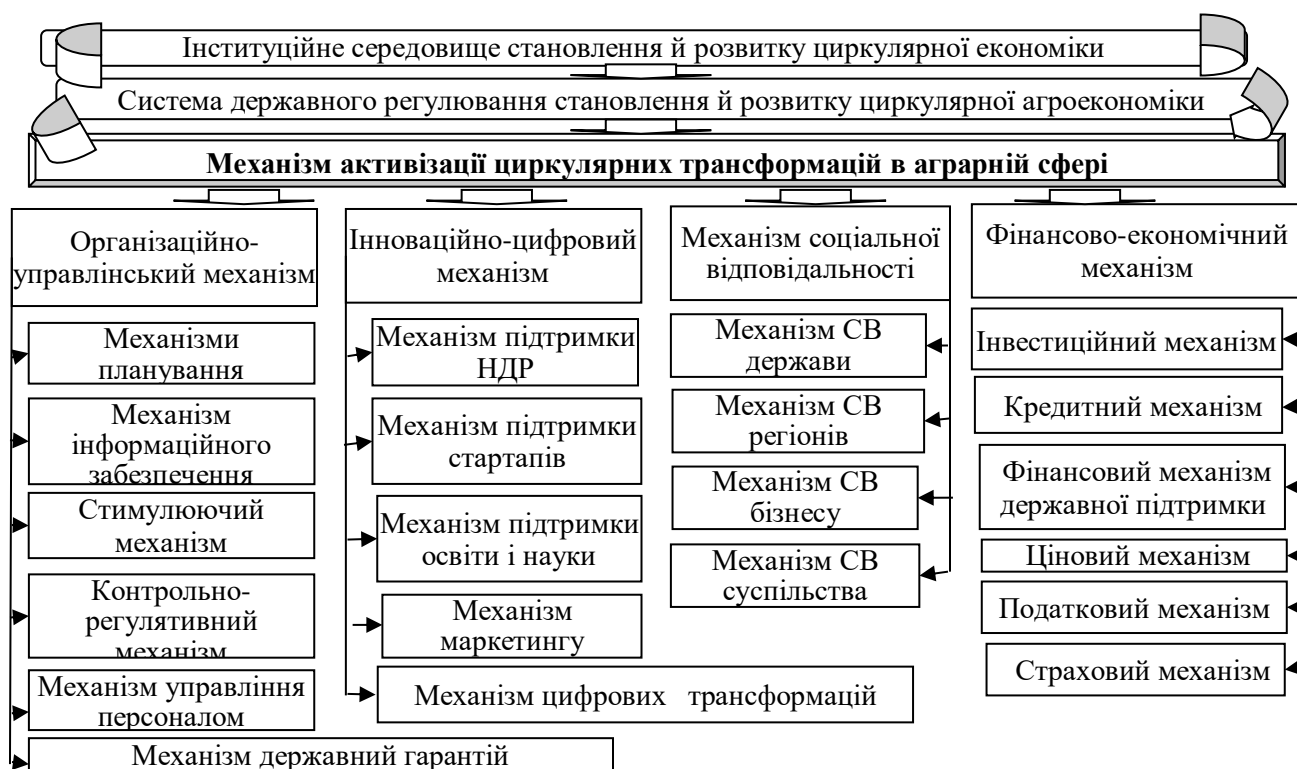 Інституційне середовище становлення й розвитку циркулярної економіки
Система державного регулювання становлення й розвитку циркулярної агроекономіки
Механізм активізації циркулярних трансформацій в аграрній сфері
Організаційно-
управлінський механізм
Механізми
планування
Механізм
інформаційного
забезпечення
Стимулюючий
механізм
Контрольно-
регулятивний
механізм
Механізм управління
персоналом
Механізм державний гарантій
Інноваційно-цифровий
механізм
Механізм підтримки
НДР
Механізм підтримки
стартапів
Механізм підтримки
освіти і науки
Механізм
маркетингу
Механізм цифрових трансформацій
Механізм соціальної
відповідальності
Механізм СВ
держави
Механізм СВ
регіонів
Механізм СВ
бізнесу
Механізм СВ
суспільства
Фінансово-економічний
механізм
Інвестиційний механізм
Кредитний механізм
Фінансовий механізм
державної підтримки
Ціновий механізм
Податковий механізм
Страховий механізм